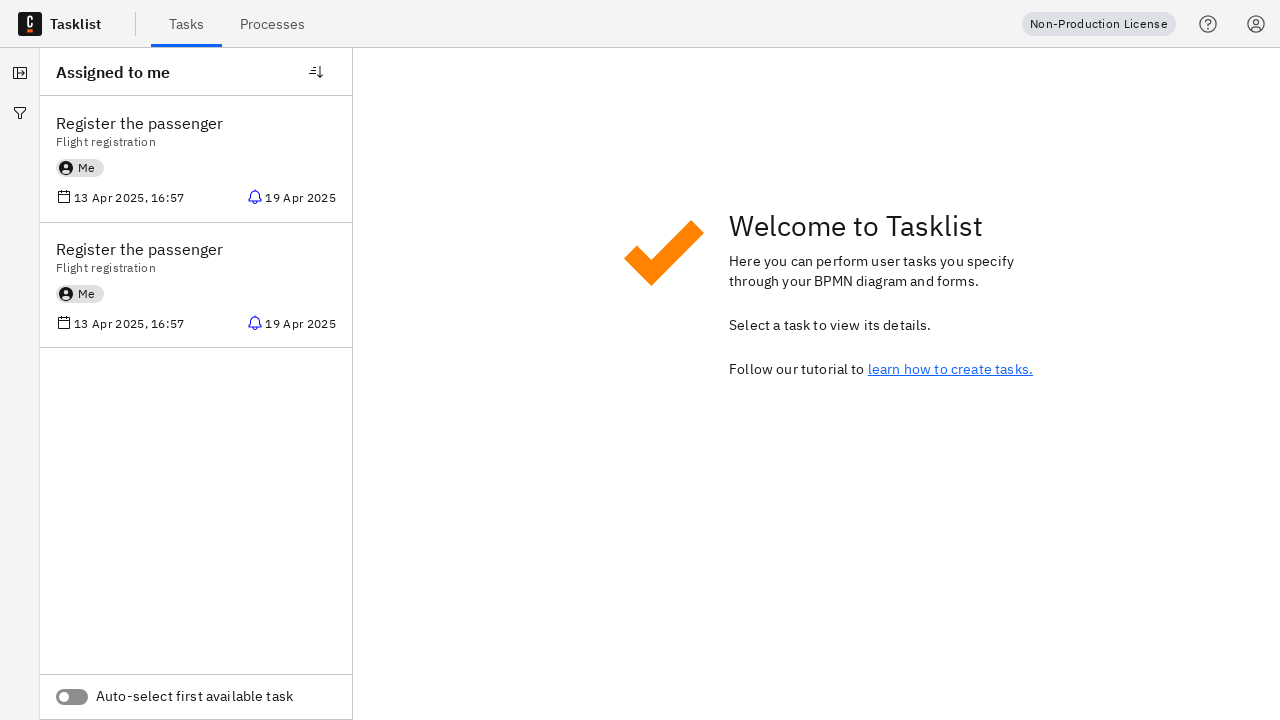 Tasklist
Tasks
Processes
Non-Production License
Assigned to me
Register the passenger
Flight registration
Me
13 Apr 2025, 16:57
19 Apr 2025
Register the passenger
Flight registration
Me
13 Apr 2025, 16:57
19 Apr 2025
Auto-select first available task
Welcome to Tasklist
Here you can perform user tasks you specify
through your BPMN diagram and forms.
Select a task to view its details.
Follow our tutorial to learn how to create tasks.